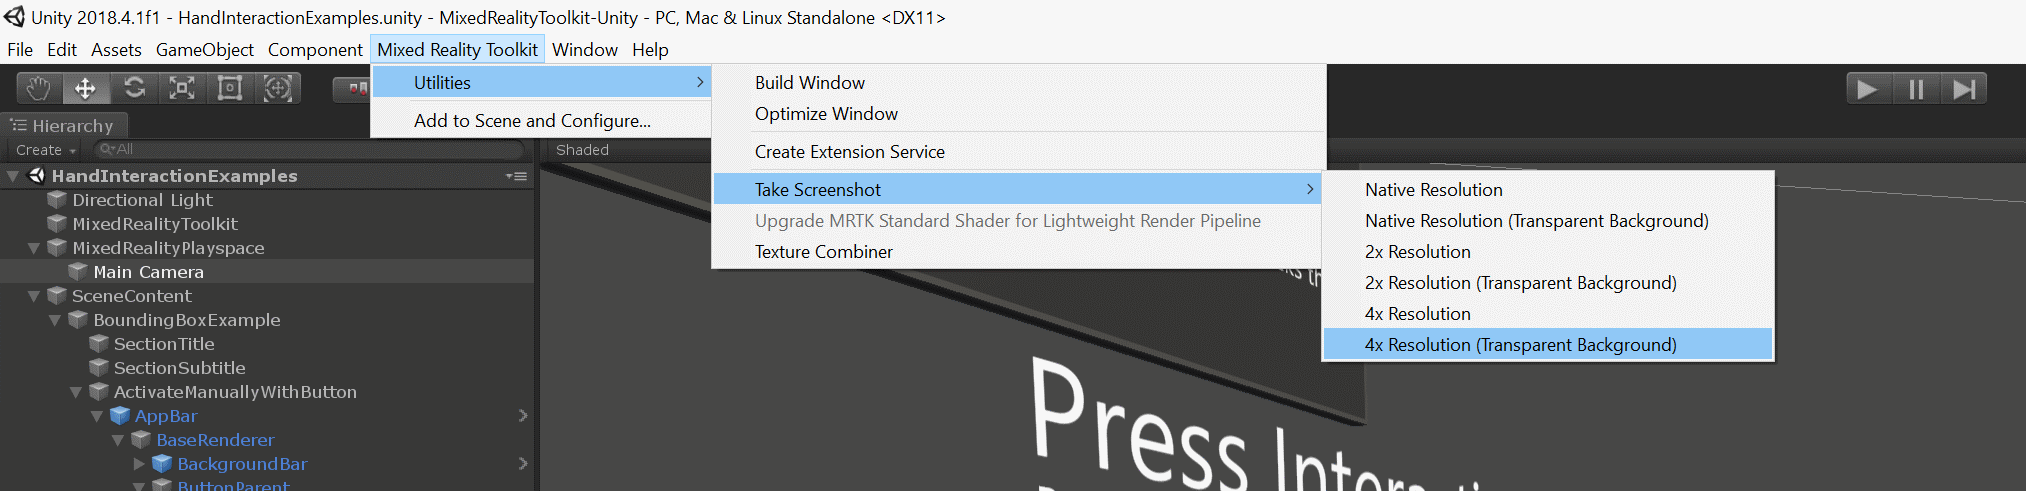 Unity 2018.4.1f1 - HandInteractionExamples.unity - MixedRealityToolkit-Unity - PC, Mac & Linux Standalone <DX11>
File Edit Assets GameObject Component Mixed Reality Toolkit Window Help
Utilities
Add to Scene and Configure...
Build Window
Optimize Window
Create Extension Service
Take Screenshot
Upgrade MRTK Standard Shader for Lightweight Render Pipeline
Texture Combiner
Native Resolution
Native Resolution (Transparent Background)
2x Resolution
2x Resolution (Transparent Background)
4x Resolution
4x Resolution (Transparent Background)
Hierarchy
Create All
HandInteractionExamples
Directional Light
MixedRealityToolkit
MixedRealityPlayspace
Main Camera
SceneContent
BoundingBoxExample
SectionTitle
SectionSubtitle
ActivateManuallyWithButton
AppBar
BaseRenderer
BackgroundBar
ButtonParent
Shaded
Press